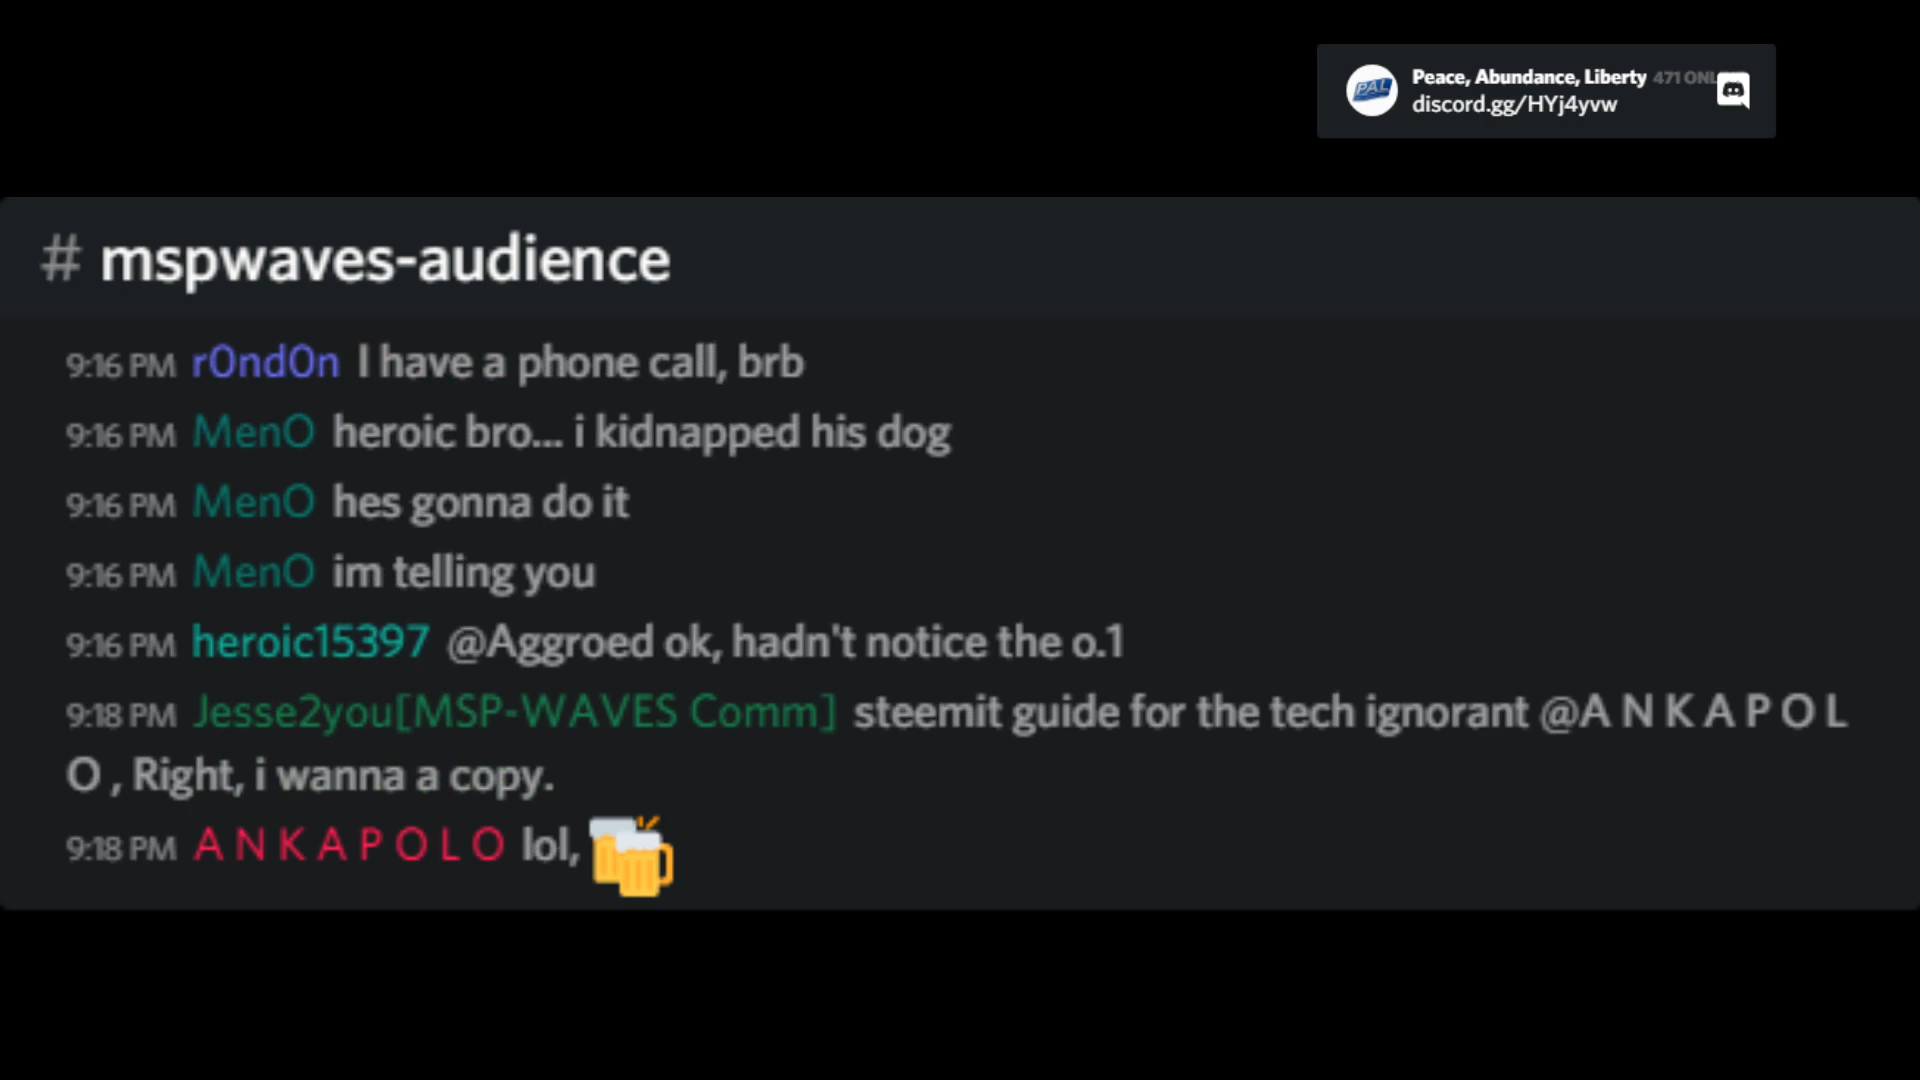 Peace, Abundance, Liberty 471 ONL
PAL
discord.gg/HYj4yvw
# mspwaves-audience
9:16 PM r0nd0n I have a phone call, brb
9:16 PM MenO heroic bro... i kidnapped his dog
9:16 PM MenO hes gonna do it
9:16 PM MenO im telling you
9:16 PM heroic15397 @Aggroed ok, hadn't notice the o.1
9:18 PM Jesse2you[MSP-WAVES Comm] steemit guide for the tech ignorant @A N K A P O L
O , Right, i wanna a copy.
9:18 PM A N K A P O L O lol,